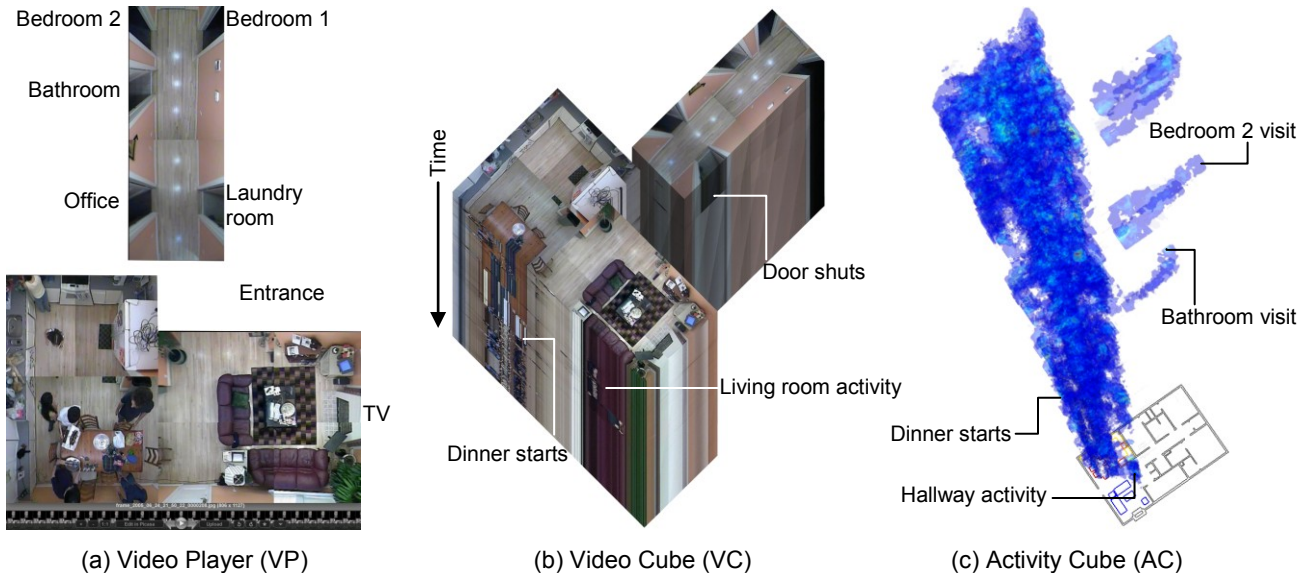 Bedroom 2
Bedroom 1
Bathroom
Office
Laundry
room
Entrance
TV
Time
Door shuts
Living room activity
Dinner starts
Bedroom 2 visit
Bathroom visit
Dinner starts
Hallway activity
(a) Video Player (VP)
(b) Video Cube (VC)
(c) Activity Cube (AC)